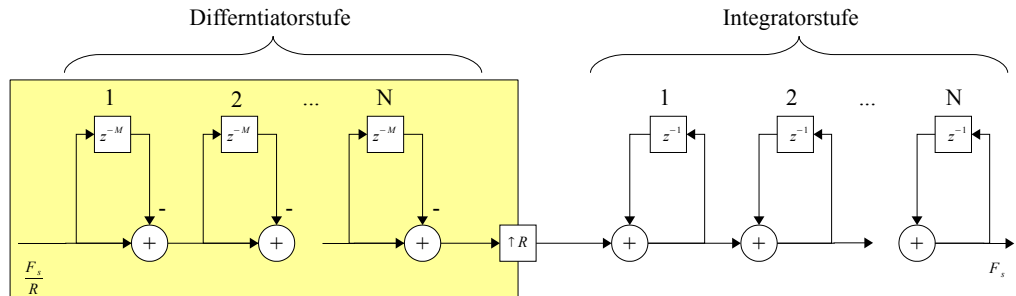 Differntiatorstufe Integratorstufe
1 2 ... N 1 2 ... N
z^{-M} z^{-M} z^{-M} z^{-1} z^{-1} z^{-1}
- - -
+ + + ↑ R + + +
F_s/R F_s